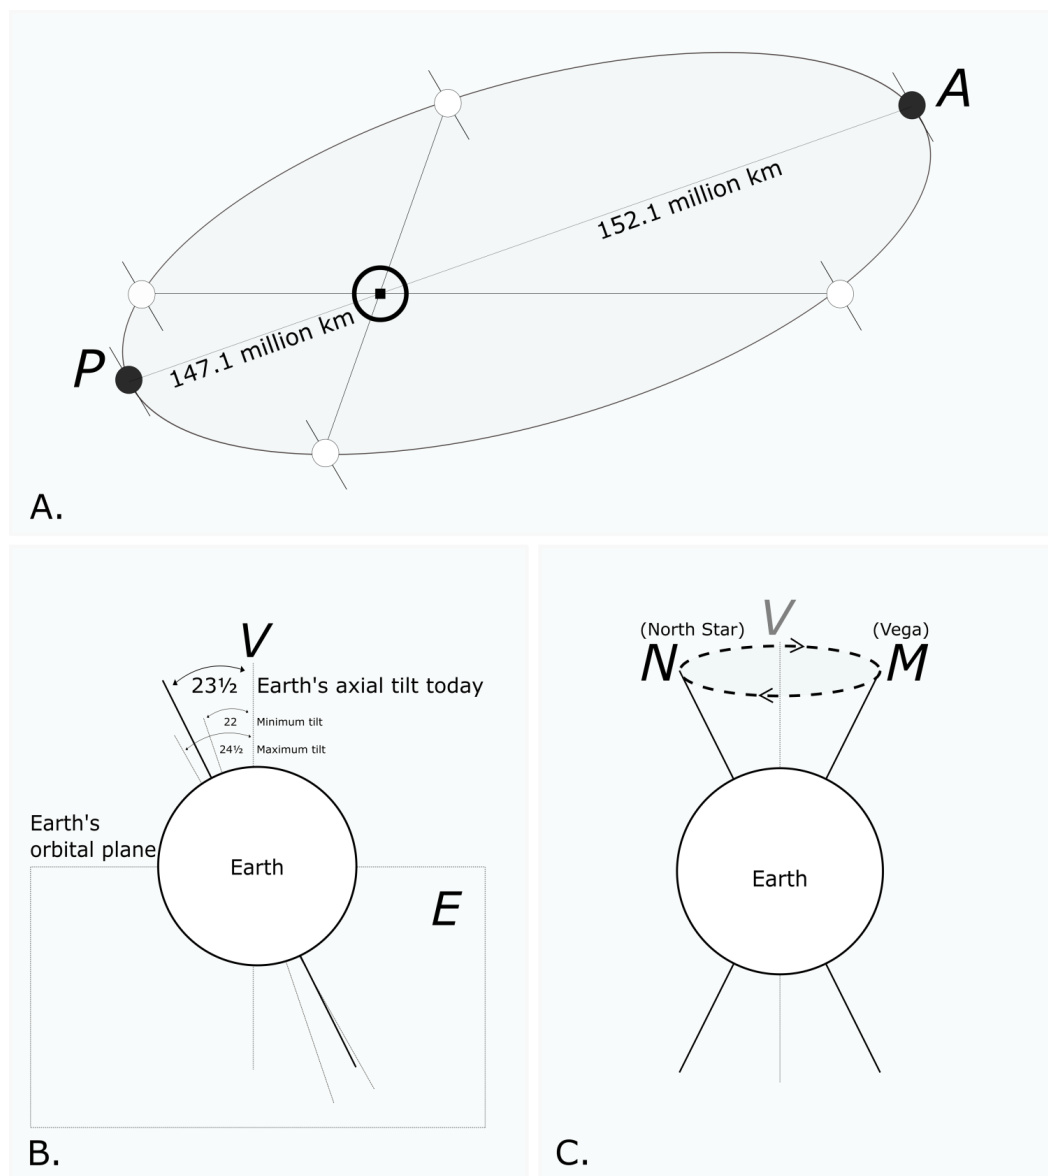 A
152.1 million km
147.1 million km
P
A.
V
23½ Earth's axial tilt today
22 Minimum tilt
24½ Maximum tilt
Earth's
orbital plane
Earth
E
B.
V
(North Star)
(Vega)
N
M
Earth
C.